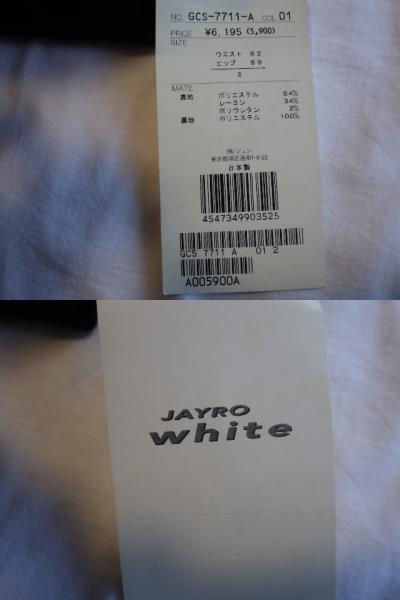 NO. GCS-7711-A COL 01
PRICE ¥6,195 (5,900)
SIZE
ウエスト 62
ヒップ 89
2
MATE.
表地 ポリエステル 64%
レーヨン 34%
ポリウレタン 2%
裏地 ポリエステル 100%
㈱ジュン
日本製
4547349903525
GCS 7711 A 01 2
A005900A
JAYRO
white